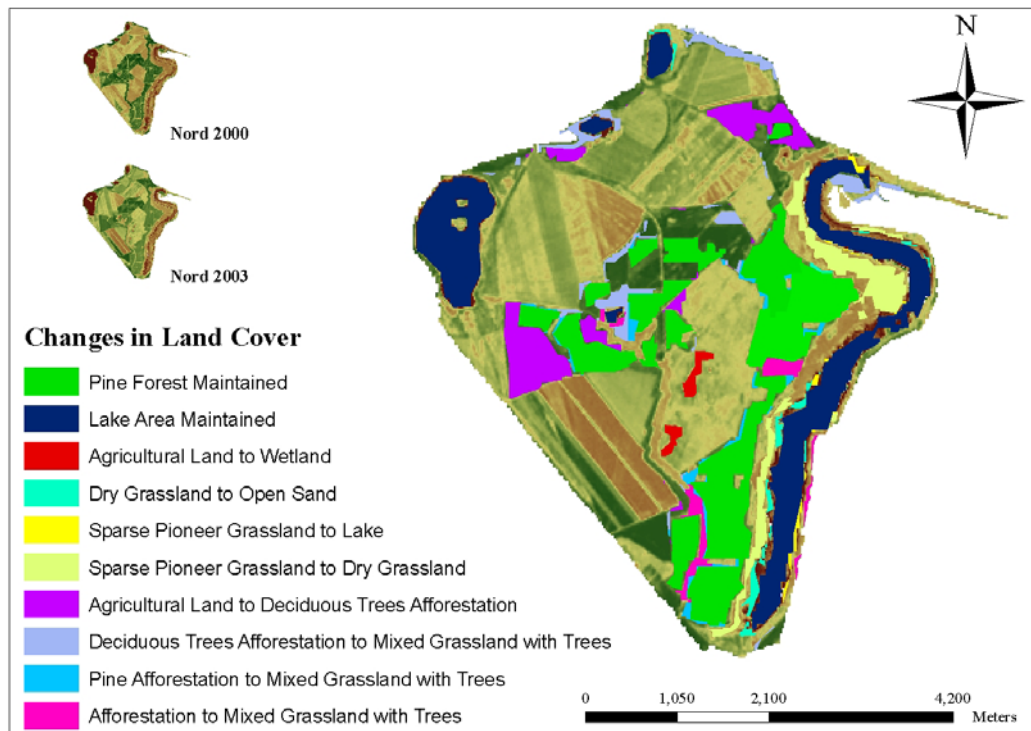 N
Nord 2000
Nord 2003
Changes in Land Cover
Pine Forest Maintained
Lake Area Maintained
Agricultural Land to Wetland
Dry Grassland to Open Sand
Sparse Pioneer Grassland to Lake
Sparse Pioneer Grassland to Dry Grassland
Agricultural Land to Deciduous Trees Afforestation
Deciduous Trees Afforestation to Mixed Grassland with Trees
Pine Afforestation to Mixed Grassland with Trees
Afforestation to Mixed Grassland with Trees
0 1,050 2,100 4,200
Meters